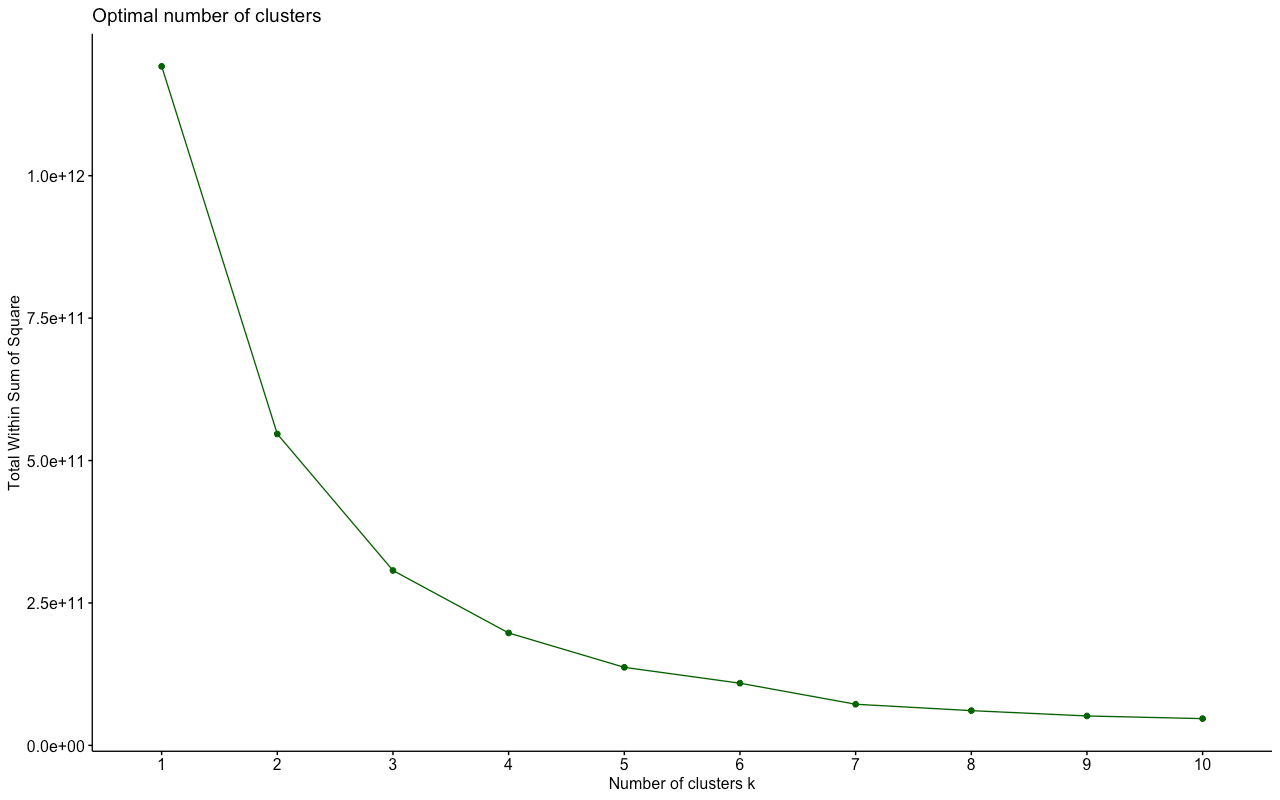 Optimal number of clusters
Total Within Sum of Square
1.0e+12
7.5e+11
5.0e+11
2.5e+11
0.0e+00
1 2 3 4 5 6 7 8 9 10
Number of clusters k